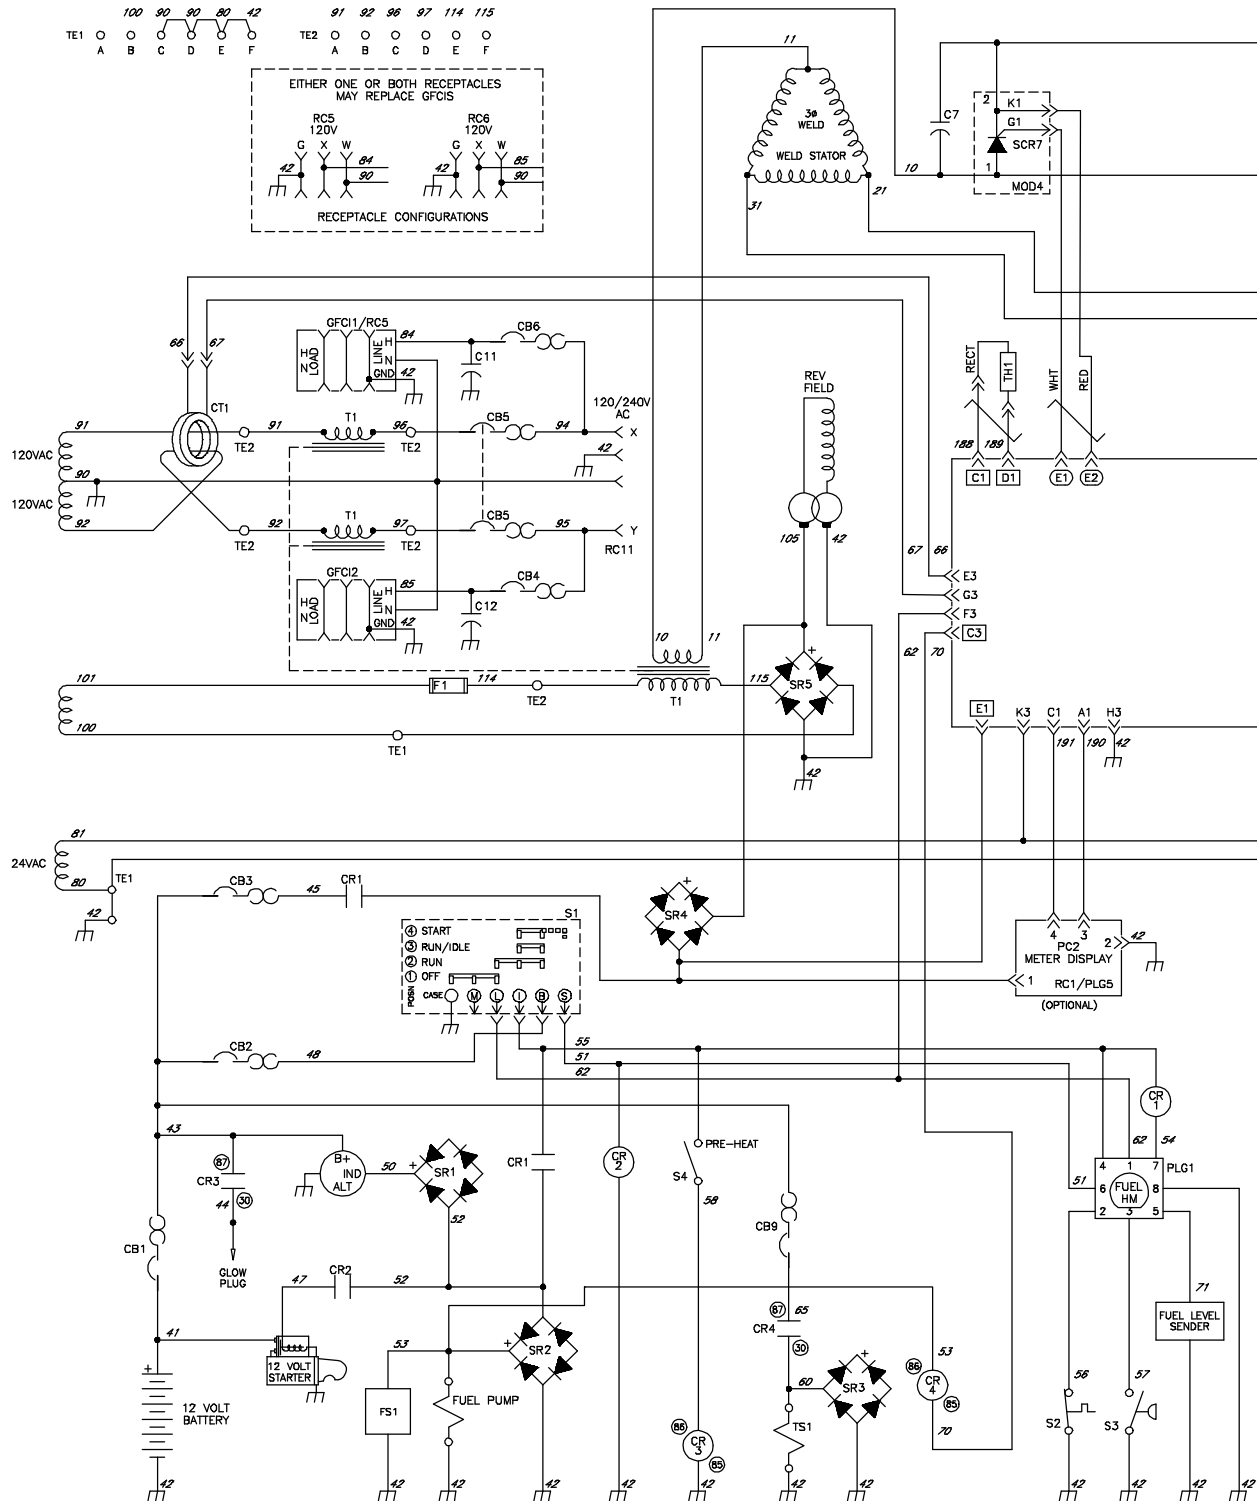 100 90 90 80 42
TE1
A B C D E F
91 92 96 97 114 115
TE2
A B C D E F
EITHER ONE OR BOTH RECEPTACLES
MAY REPLACE GFCIS
RC5
120V
G X W
42
84
90
RC6
120V
G X W
42
85
90
RECEPTACLE CONFIGURATIONS
11
3ø
WELD
WELD STATOR
31
21
10
C7
2
K1
G1
SCR7
1
MOD4
66
67
CT1
GFCI1/RC5
H
N
LOAD
LINE
H
N
GND
84
42
C11
CB6
91
120VAC
90
120VAC
92
91
TE2
T1
96
TE2
CB5
94
120/240V
AC
X
42
92
TE2
T1
97
TE2
CB5
95
Y
RC11
GFCI2
H
N
LOAD
LINE
H
N
GND
85
42
C12
CB4
REV
FIELD
105
42
RECT
TH1
WHT
RED
188
189
C1
D1
E1
E2
67
66
E3
G3
F3
C3
62
70
10
11
101
100
F1
114
TE2
TE1
T1
115
+
SR5
42
E1
K3
C1
A1
H3
191
190
42
81
24VAC
80
TE1
42
CB3
45
CR1
S1
4 START
3 RUN/IDLE
2 RUN
1 OFF
POSN
CASE
M L I B S
+
SR4
4 3
PC2
METER DISPLAY
2
42
1
RC1/PLG5
(OPTIONAL)
CB2
48
55
51
62
43
87
CR3
44
30
GLOW
PLUG
B+
IND
ALT
50
+
SR1
52
CR1
CR
2
PRE-HEAT
S4
58
CR
1
62
54
4 1 7
PLG1
51
6
FUEL
HM
8
2 3 5
CB1
CB9
47
CR2
52
41
12 VOLT
STARTER
53
+
SR2
87
65
CR4
30
60
+
SR3
53
86
CR
4
85
70
71
FUEL LEVEL
SENDER
+
12 VOLT
BATTERY
FS1
FUEL PUMP
86
CR
3
85
TS1
56
S2
57
S3
42 42 42 42 42 42 42 42 42 42 42 42